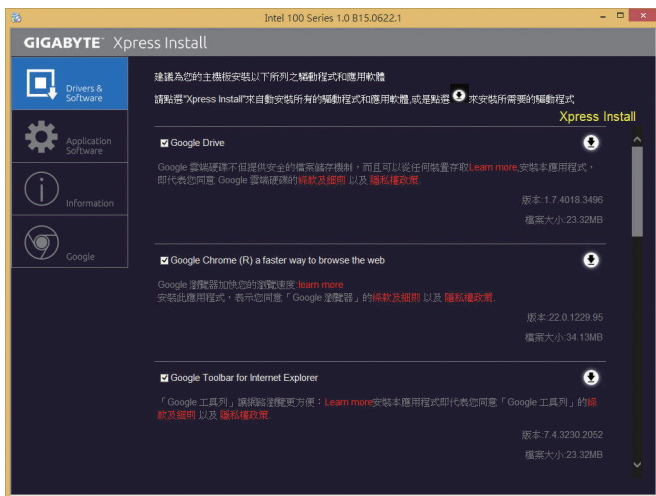 Intel 100 Series 1.0 B15.0622.1
GIGABYTE™ Xpress Install
Drivers & Software
建議為您的主機板安裝以下所列之驅動程式和應用軟體
請點選"Xpress Install"來自動安裝所有的驅動程式和應用軟體,或是點選 來安裝所需要的驅動程式
Xpress Install
Application Software
Information
Google
Google Drive
Google 雲端硬碟不但提供安全的檔案儲存機制,而且可以從任何裝置存取Learn more,安裝本應用程式,
即代表您同意 Google 雲端硬碟的條款及細則 以及 隱私權政策.
版本:1.7.4018.3496
檔案大小:23.32MB
Google Chrome (R) a faster way to browse the web
Google 瀏覽器加快您的瀏覽速度:learn more
安裝此應用程式,表示您同意「Google 瀏覽器」的條款及細則 以及 隱私權政策.
版本:22.0.1229.95
檔案大小:34.13MB
Google Toolbar for Internet Explorer
「Google 工具列」讓網路瀏覽更方便:Learn more安裝本應用程式即代表您同意「Google 工具列」的條
款及細則 以及 隱私權政策.
版本:7.4.3230.2052
檔案大小:23.32MB